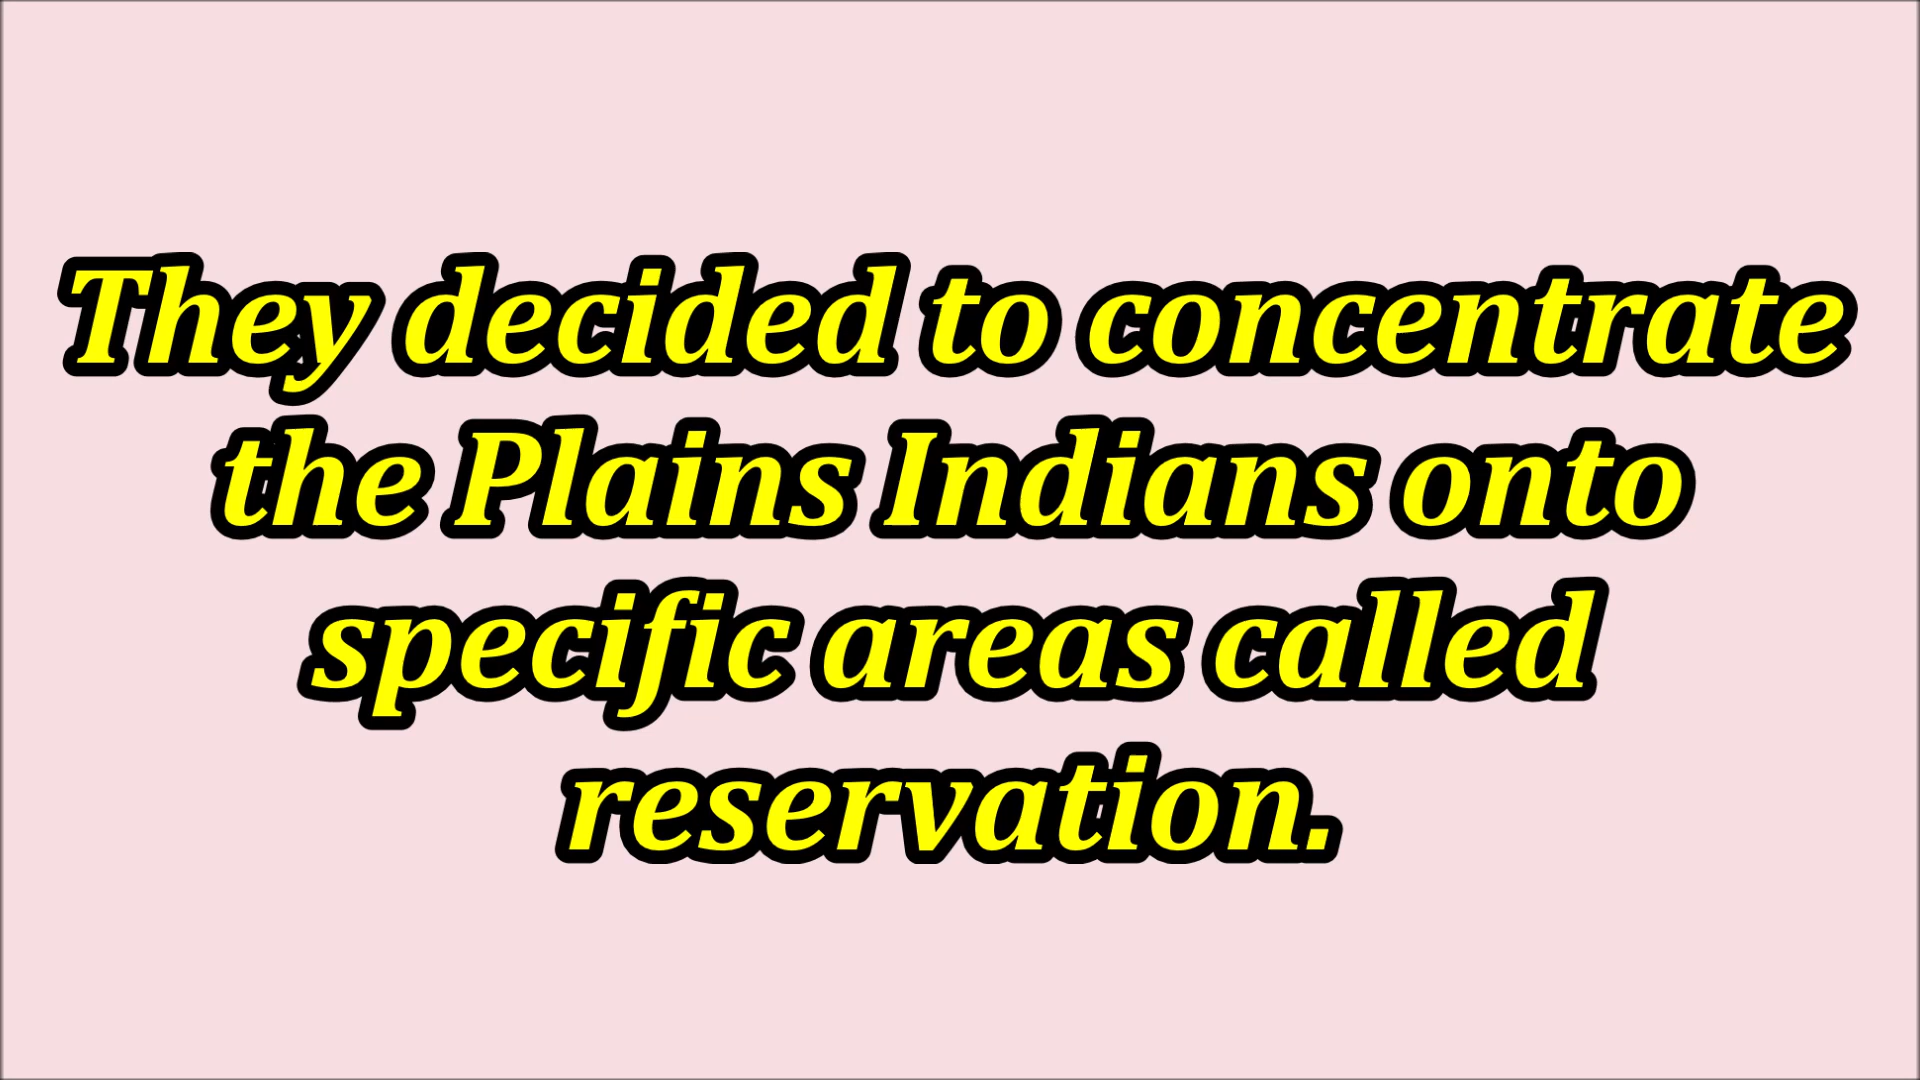 They decided to concentrate
the Plains Indians onto
specific areas called
reservation.